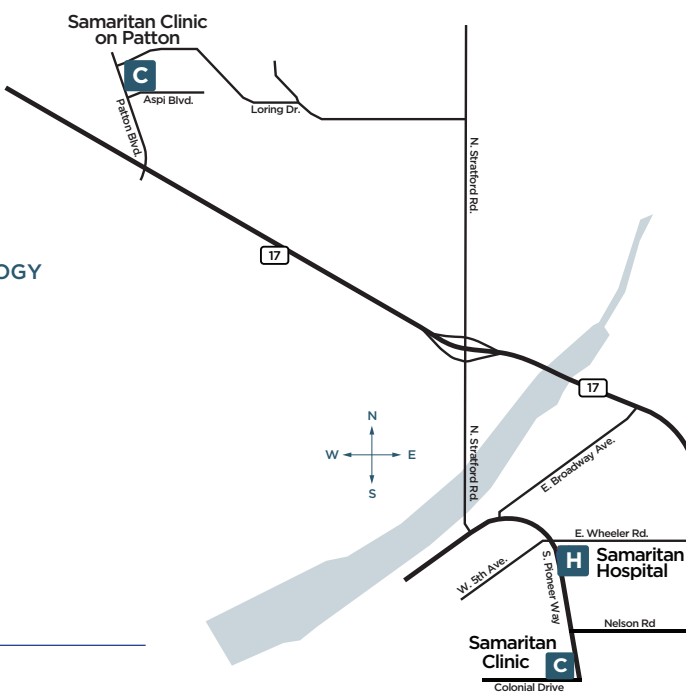 Samaritan Clinic
on Patton
C
Aspi Blvd.
Patton Blvd.
Loring Dr.
N. Stratford Rd.
17
OGY
17
N
W
E
S
N. Stratford Rd.
E. Broadway Ave.
E. Wheeler Rd.
H
Samaritan
Hospital
W. 5th Ave.
S. Pioneer Way
Nelson Rd
Samaritan
Clinic
C
Colonial Drive